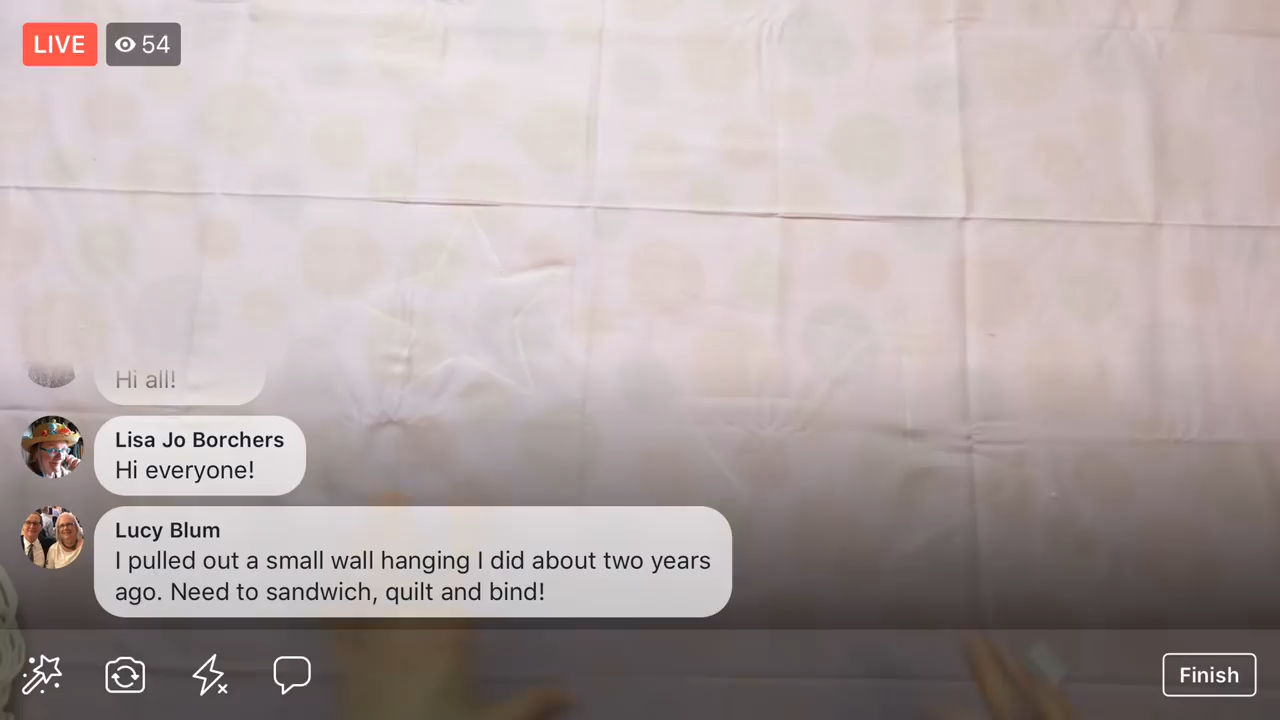 LIVE
54
Hi all!
Lisa Jo Borchers
Hi everyone!
Lucy Blum
I pulled out a small wall hanging I did about two years
ago. Need to sandwich, quilt and bind!
Finish